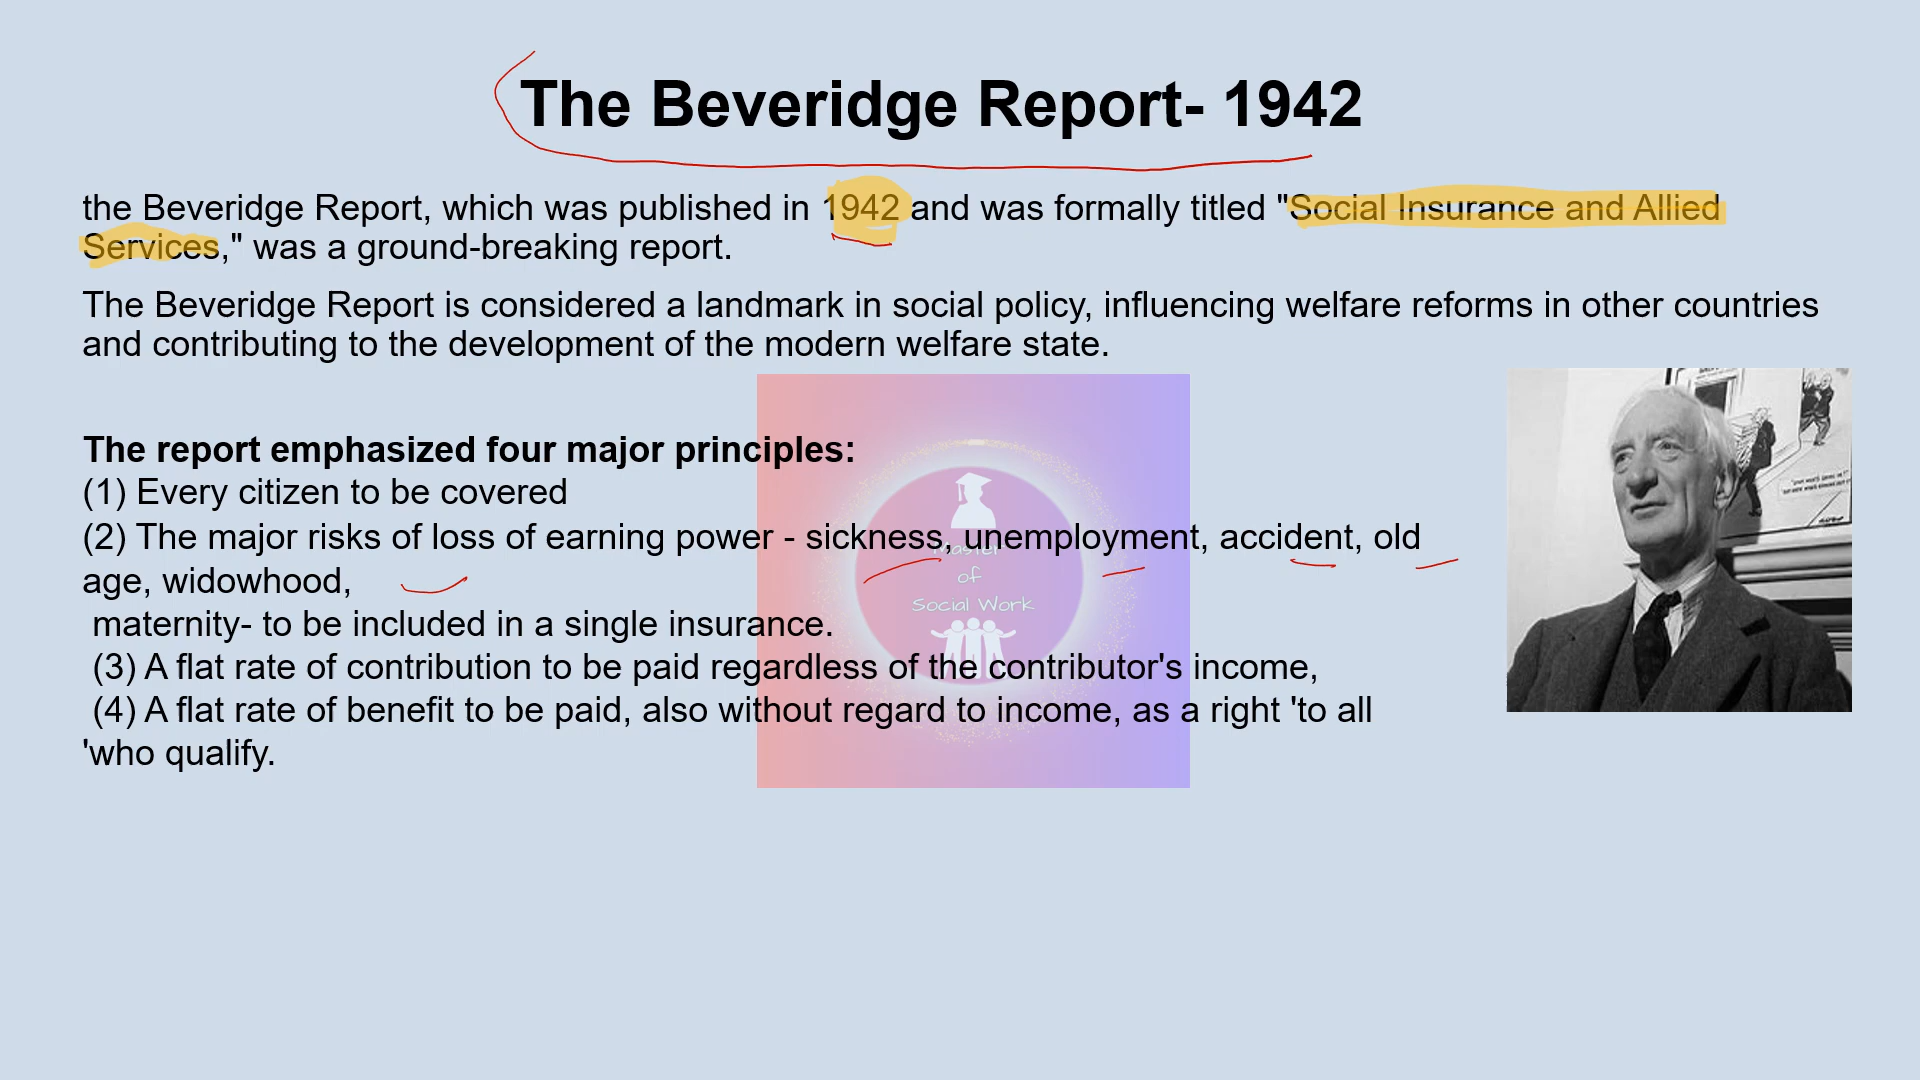 The Beveridge Report- 1942
the Beveridge Report, which was published in 1942 and was formally titled "Social Insurance and Allied
Services," was a ground-breaking report.
The Beveridge Report is considered a landmark in social policy, influencing welfare reforms in other countries
and contributing to the development of the modern welfare state.
The report emphasized four major principles:
(1) Every citizen to be covered
(2) The major risks of loss of earning power - sickness, unemployment, accident, old
age, widowhood,
maternity- to be included in a single insurance.
(3) A flat rate of contribution to be paid regardless of the contributor's income,
(4) A flat rate of benefit to be paid, also without regard to income, as a right 'to all
'who qualify.
Master
of
Social Work